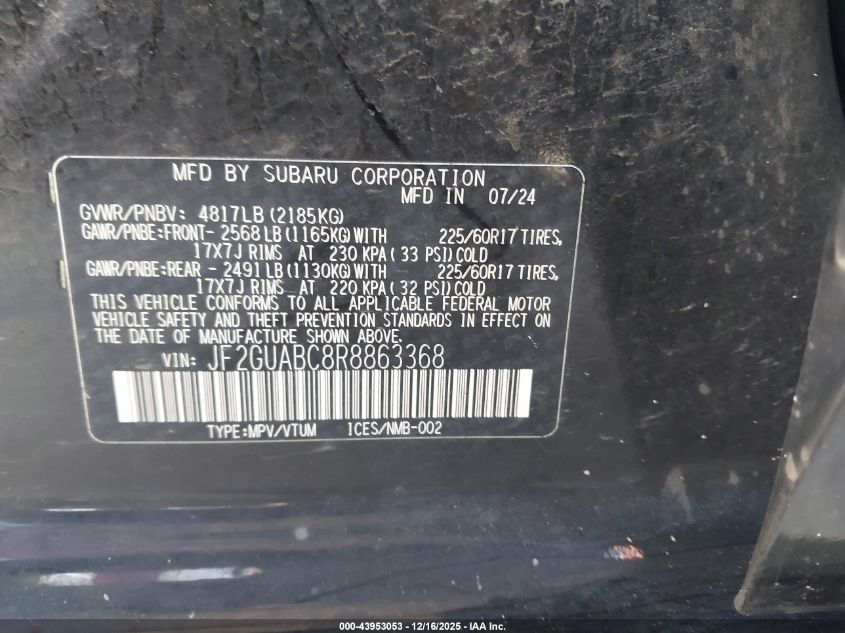 MFD BY SUBARU CORPORATION
MFD IN 07/24
GVWR/PNBV: 4817LB (2185KG)
GAWR/PNBE:FRONT- 2568 LB (1165KG) WITH 225/60R17 TIRES,
17X7J RIMS AT 230 KPA ( 33 PSI) COLD
GAWR/PNBE:REAR - 2491 LB (1130KG) WITH 225/60R17 TIRES,
17X7J RIMS AT 220 KPA ( 32 PSI) COLD
THIS VEHICLE CONFORMS TO ALL APPLICABLE FEDERAL MOTOR
VEHICLE SAFETY AND THEFT PREVENTION STANDARDS IN EFFECT ON
THE DATE OF MANUFACTURE SHOWN ABOVE.
VIN: JF2GUABC8R8863368
TYPE:MPV/VTUM ICES/NMB-002
000-43953053 - 12/16/2025 - IAA Inc.